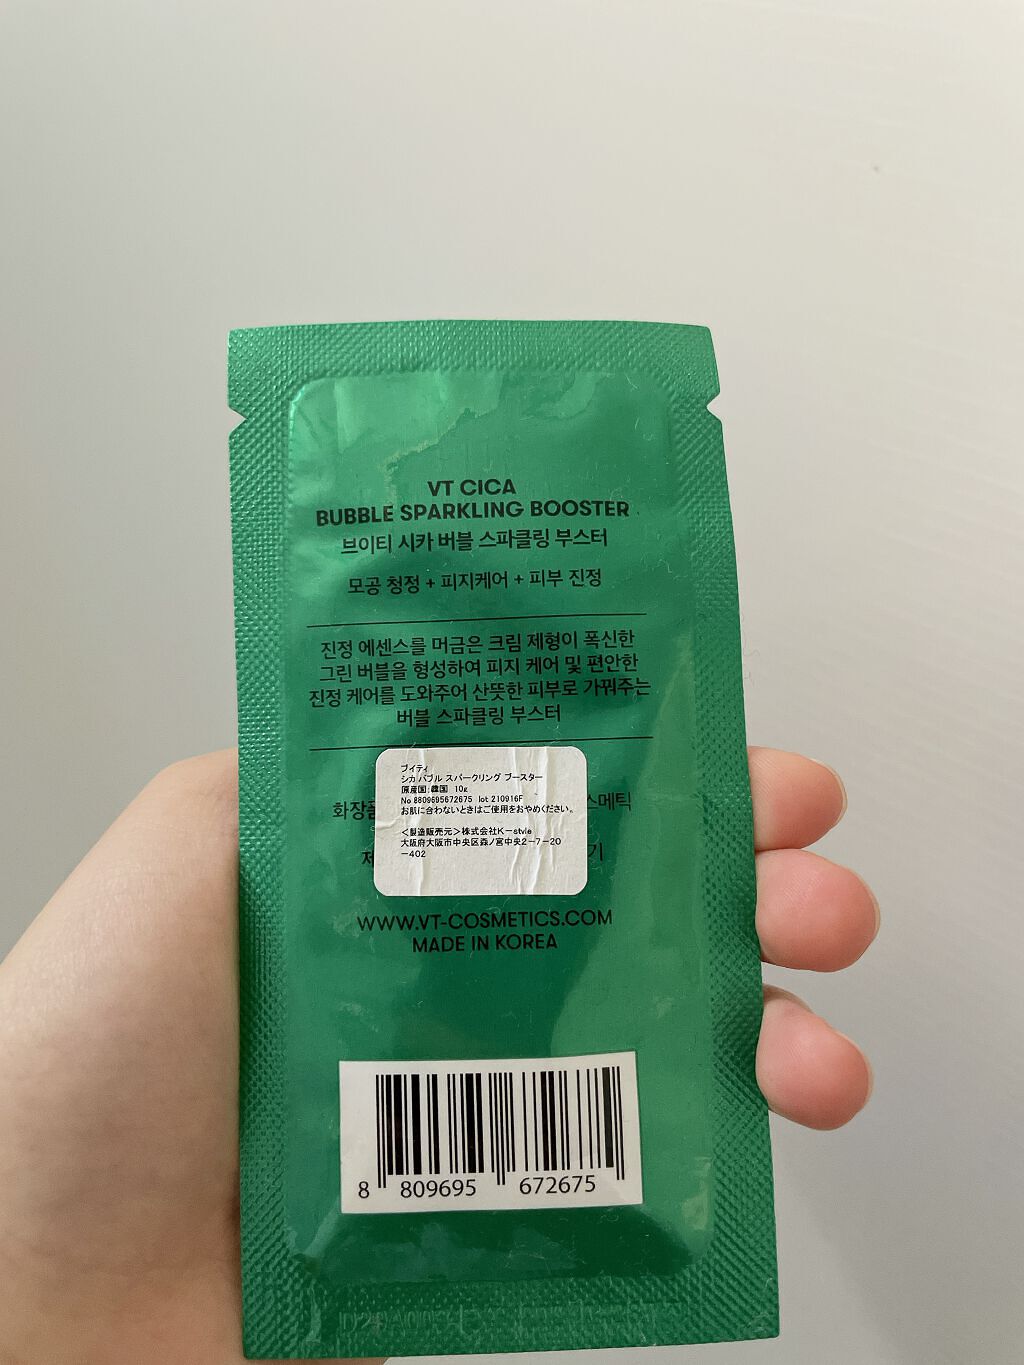 VT CICA
BUBBLE SPARKLING BOOSTER
브이티 시카 버블 스파클링 부스터
모공 청정 + 피지케어 + 피부 진정
진정 에센스를 머금은 크림 제형이 폭신한
그린 버블을 형성하여 피지 케어 및 편안한
진정 케어를 도와주어 산뜻한 피부로 가꿔주는
버블 스파클링 부스터
ブイティ
シカ バブル スパークリング ブースター
原産国:韓国 10g
No 8809695672675 lot 210916F
お肌に合わないときはご使用をおやめください。
<製造販売元>株式会社K-style
大阪府大阪市中央区森ノ宮中央2-7-20
-402
화장품 스메틱
제 기
WWW.VT-COSMETICS.COM
MADE IN KOREA
8 809695 672675